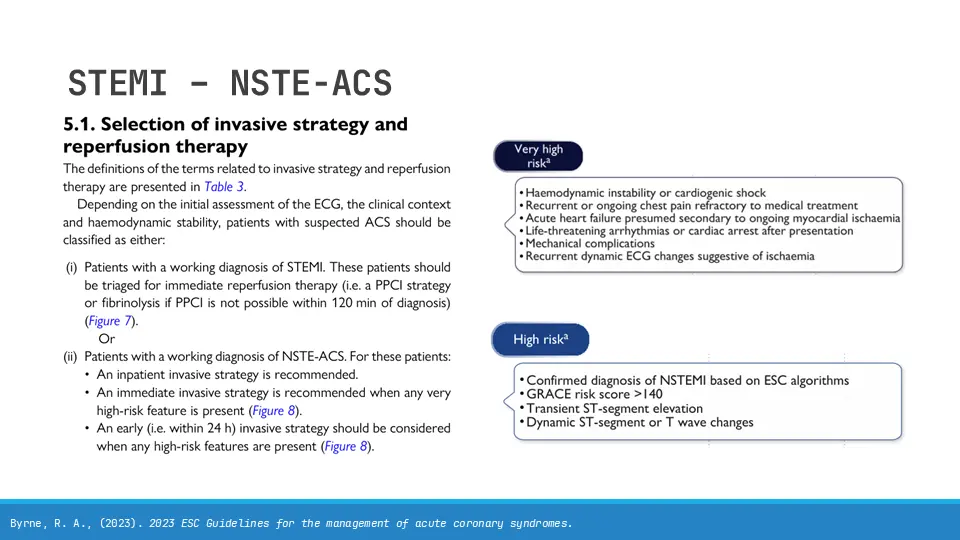 STEMI – NSTE-ACS
5.1. Selection of invasive strategy and
reperfusion therapy
The definitions of the terms related to invasive strategy and reperfusion
therapy are presented in Table 3.
Depending on the initial assessment of the ECG, the clinical context
and haemodynamic stability, patients with suspected ACS should be
classified as either:
(i) Patients with a working diagnosis of STEMI. These patients should
be triaged for immediate reperfusion therapy (i.e. a PPCI strategy
or fibrinolysis if PPCI is not possible within 120 min of diagnosis)
(Figure 7).
Or
(ii) Patients with a working diagnosis of NSTE-ACS. For these patients:
• An inpatient invasive strategy is recommended.
• An immediate invasive strategy is recommended when any very
high-risk feature is present (Figure 8).
• An early (i.e. within 24 h) invasive strategy should be considered
when any high-risk features are present (Figure 8).
Very high
riskᵃ
• Haemodynamic instability or cardiogenic shock
• Recurrent or ongoing chest pain refractory to medical treatment
• Acute heart failure presumed secondary to ongoing myocardial ischaemia
• Life-threatening arrhythmias or cardiac arrest after presentation
• Mechanical complications
• Recurrent dynamic ECG changes suggestive of ischaemia
High riskᵃ
• Confirmed diagnosis of NSTEMI based on ESC algorithms
• GRACE risk score >140
• Transient ST-segment elevation
• Dynamic ST-segment or T wave changes
Byrne, R. A., (2023). 2023 ESC Guidelines for the management of acute coronary syndromes.